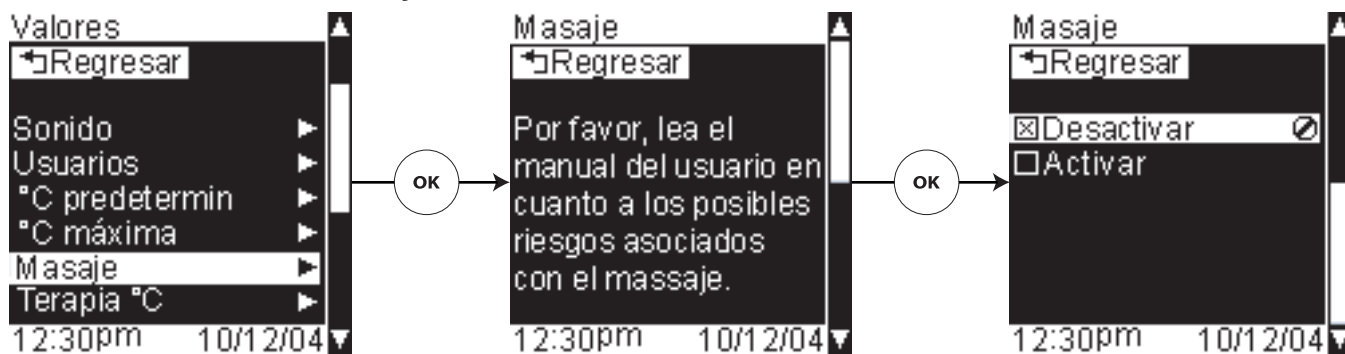 Valores
Regresar
Sonido
Usuarios
°C predetermin
°C máxima
Masaje
Terapia °C
12:30pm 10/12/04
OK
Masaje
Regresar
Por favor, lea el
manual del usuario en
cuanto a los posibles
riesgos asociados
con el massaje.
12:30pm 10/12/04
OK
Masaje
Regresar
Desactivar
Activar
12:30pm 10/12/04